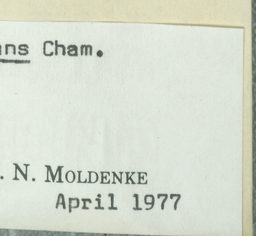 ans Cham.
. N. MOLDENKE
April 1977